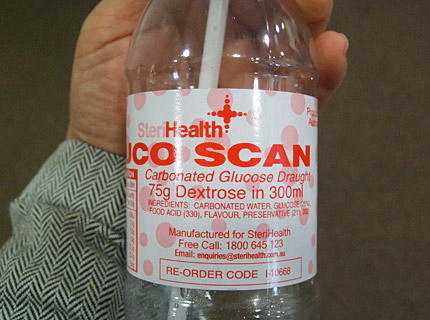 SteriHealth
UCO SCAN
Carbonated Glucose Draught
75g Dextrose in 300ml
INGREDIENTS: CARBONATED WATER, GLUCOSE
FOOD ACID (330), FLAVOUR, PRESERVATIVE (211,
Manufactured for SteriHealth
Free Call: 1800 645 123
Email: enquiries@sterihealth.com.au
RE-ORDER CODE I-10668